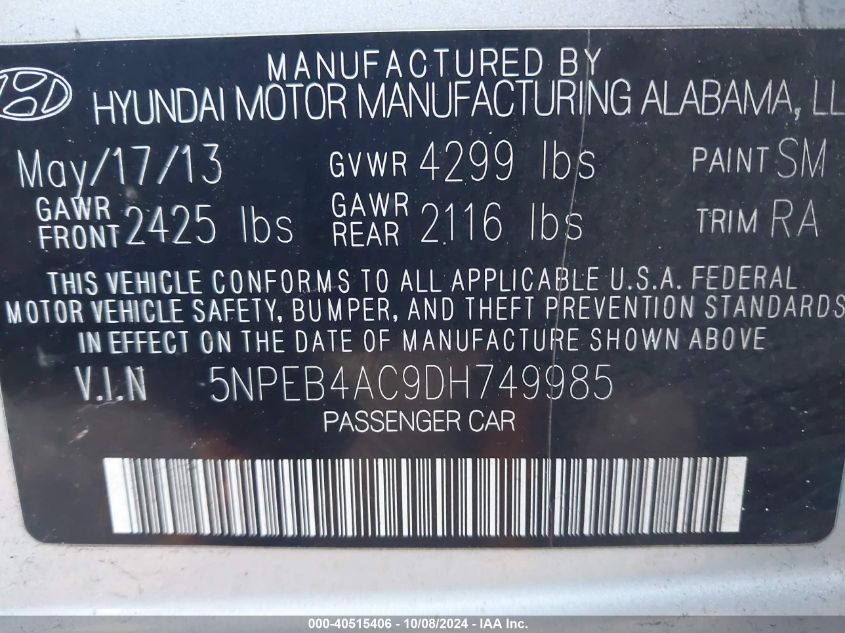 MANUFACTURED BY
HYUNDAI MOTOR MANUFACTURING ALABAMA, LL
May/17/13 GVWR 4299 lbs PAINT SM
GAWR FRONT 2425 lbs GAWR REAR 2116 lbs TRIM RA
THIS VEHICLE CONFORMS TO ALL APPLICABLE U.S.A. FEDERAL
MOTOR VEHICLE SAFETY, BUMPER, AND THEFT PREVENTION STANDARDS
IN EFFECT ON THE DATE OF MANUFACTURE SHOWN ABOVE
V.I.N 5NPEB4AC9DH749985
PASSENGER CAR
000-40515406 - 10/08/2024 - IAA Inc.